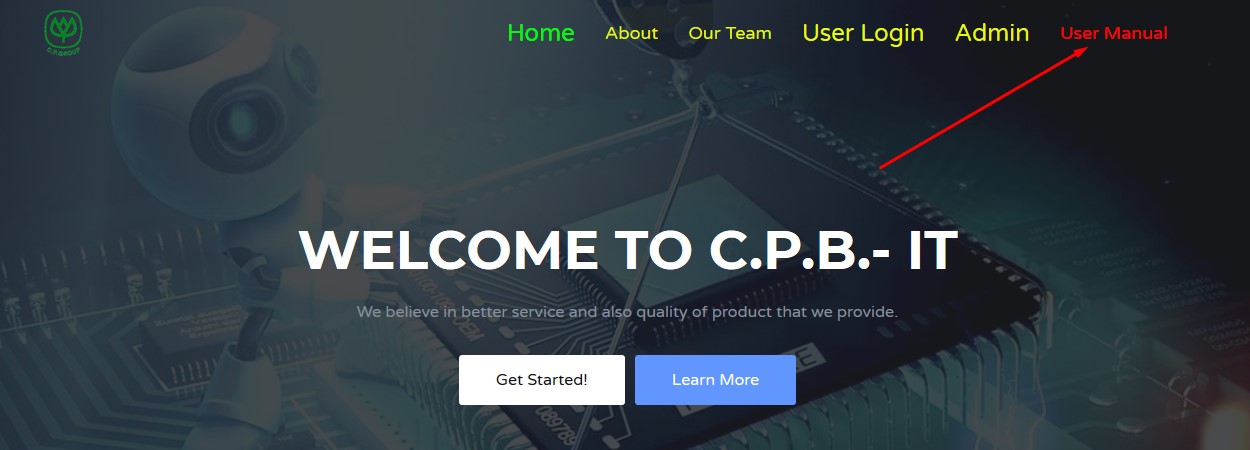 C.P.GROUP
Home About Our Team User Login Admin User Manual
WELCOME TO C.P.B.- IT
We believe in better service and also quality of product that we provide.
Get Started! Learn More